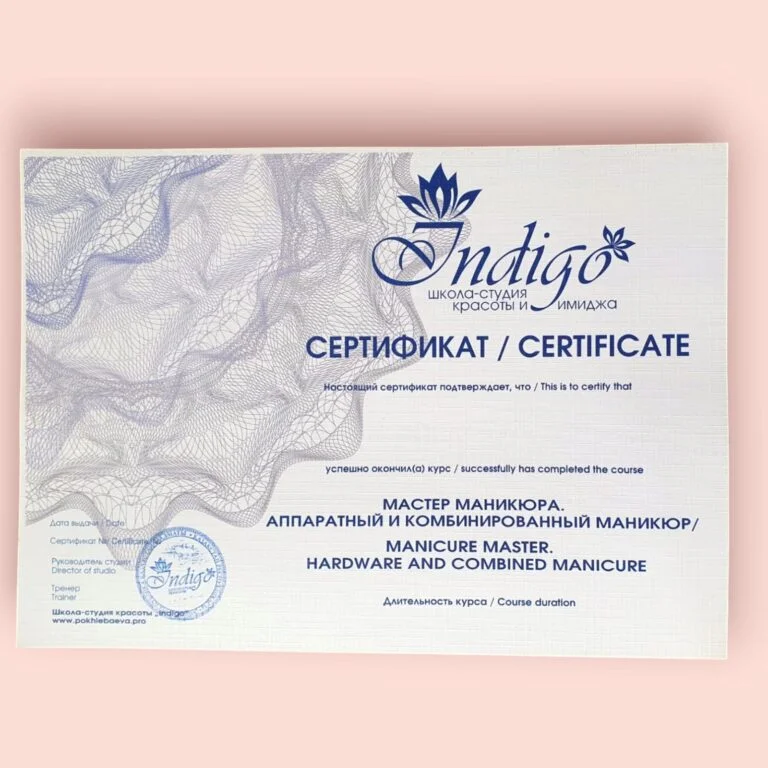 Indigo
школа-студия
красоты и имиджа
СЕРТИФИКАТ / CERTIFICATE
Настоящий сертификат подтверждает, что / This is to certify that
успешно окончил(а) курс / successfully has completed the course
МАСТЕР МАНИКЮРА.
АППАРАТНЫЙ И КОМБИНИРОВАННЫЙ МАНИКЮР/
MANICURE MASTER.
HARDWARE AND COMBINED MANICURE
Длительность курса / Course duration
Дата выдачи / Date
Сертификат №/ Certificate №
Руководитель студии
Director of studio
Тренер
Trainer
Школа-студия красоты „Indigo"
www.pokhlebaeva.pro
Indigo